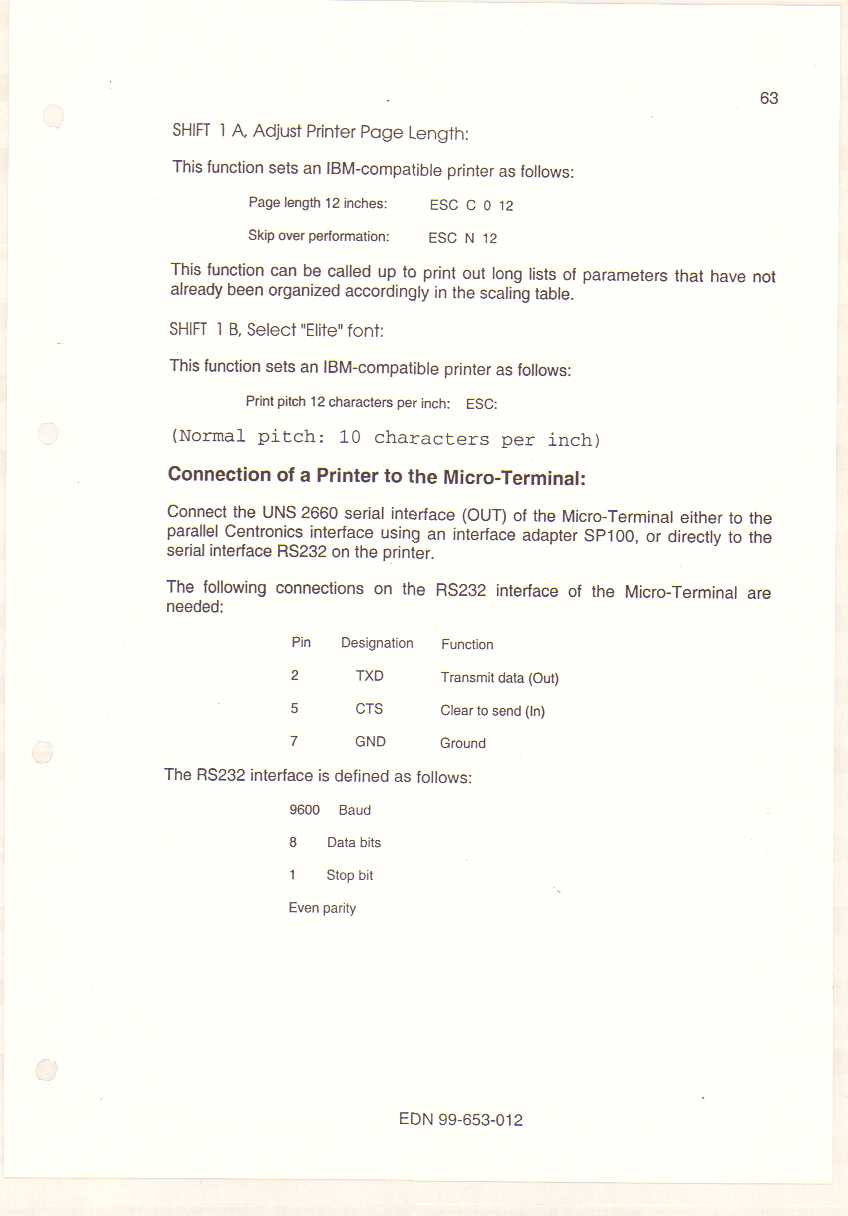 63
SHIFT 1 A, Adjust Printer Page Length:
This function sets an IBM-compatible printer as follows:
Page length 12 inches: ESC C 0 12
Skip over performation: ESC N 12
This function can be called up to print out long lists of parameters that have not
already been organized accordingly in the scaling table.
SHIFT 1 B, Select "Elite" font:
This function sets an IBM-compatible printer as follows:
Print pitch 12 characters per inch: ESC:
(Normal pitch: 10 characters per inch)
Connection of a Printer to the Micro-Terminal:
Connect the UNS 2660 serial interface (OUT) of the Micro-Terminal either to the
parallel Centronics interface using an interface adapter SP100, or directly to the
serial interface RS232 on the printer.
The following connections on the RS232 interface of the Micro-Terminal are
needed:
Pin Designation Function
2 TXD Transmit data (Out)
5 CTS Clear to send (In)
7 GND Ground
The RS232 interface is defined as follows:
9600 Baud
8 Data bits
1 Stop bit
Even parity
EDN 99-653-012